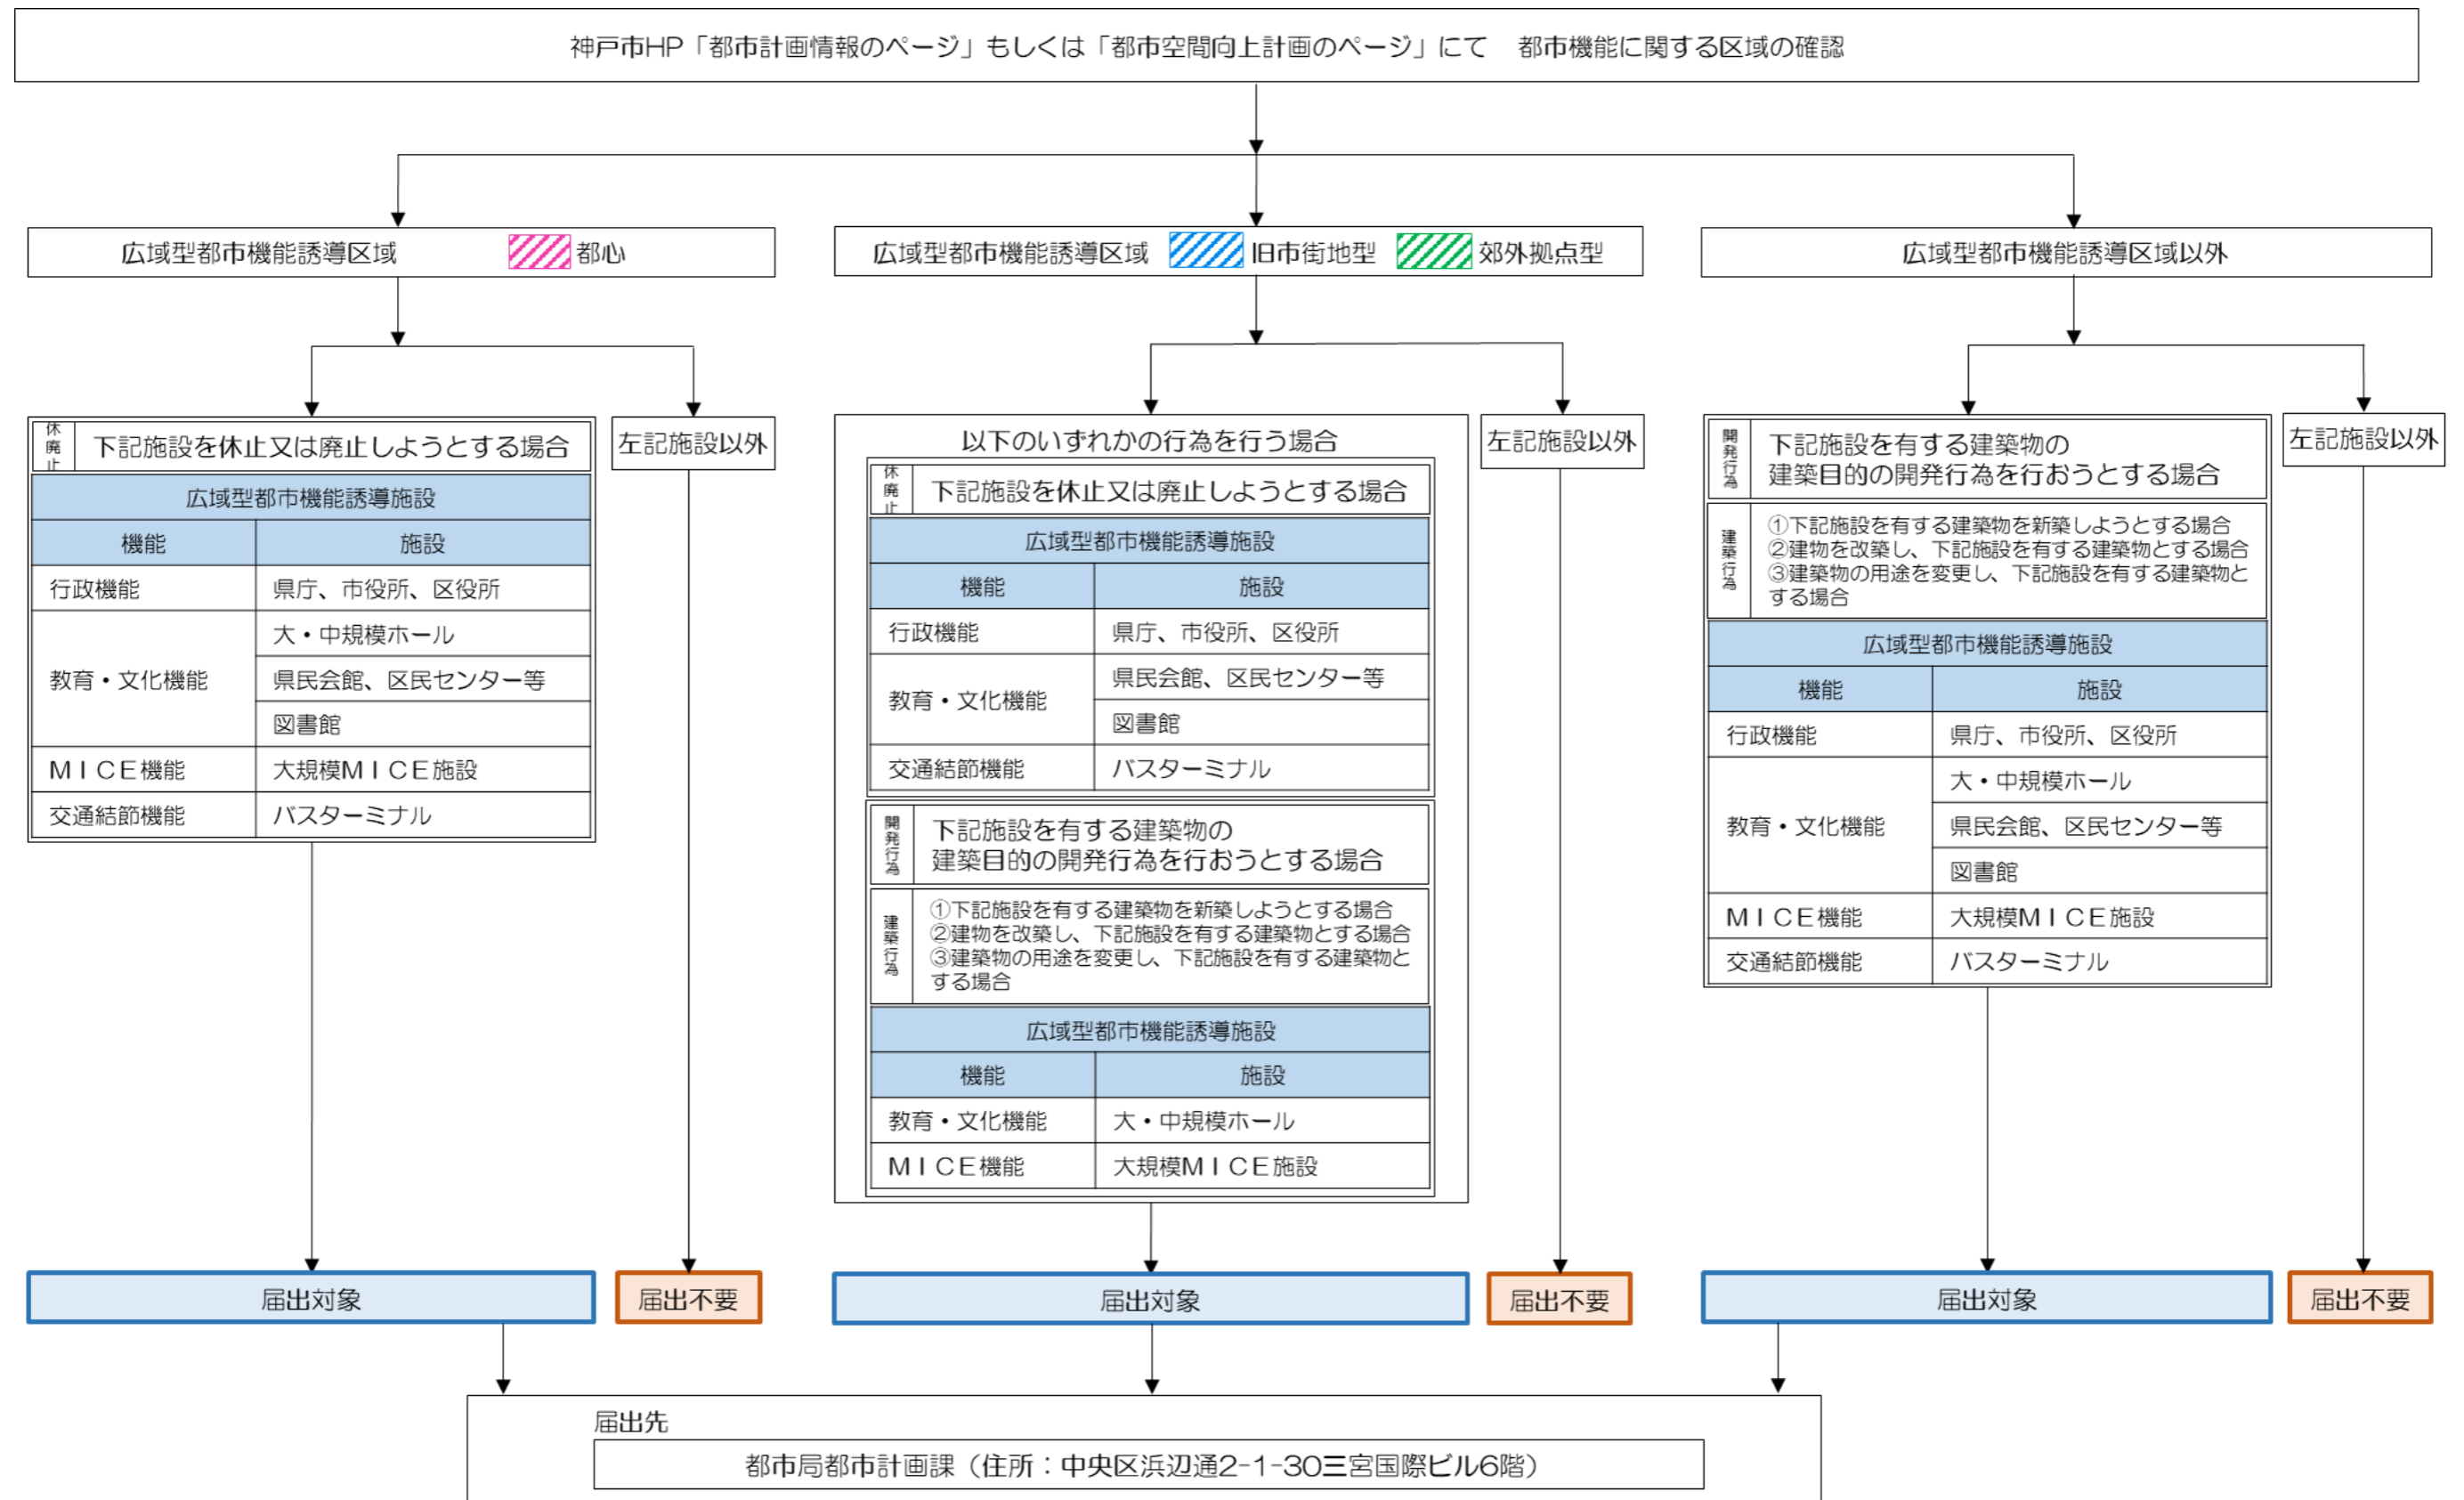 神戸市HP「都市計画情報のページ」もしくは「都市空間向上計画のページ」にて 都市機能に関する区域の確認
広域型都市機能誘導区域 都心
休廃止
下記施設を休止又は廃止しようとする場合
広域型都市機能誘導施設
機能 施設
行政機能 県庁、市役所、区役所
教育・文化機能
大・中規模ホール
県民会館、区民センター等
図書館
MICE機能 大規模MICE施設
交通結節機能 バスターミナル
左記施設以外
届出対象
届出不要
広域型都市機能誘導区域 旧市街地型 郊外拠点型
以下のいずれかの行為を行う場合
休廃止
下記施設を休止又は廃止しようとする場合
広域型都市機能誘導施設
機能 施設
行政機能 県庁、市役所、区役所
教育・文化機能
県民会館、区民センター等
図書館
交通結節機能 バスターミナル
開発行為
下記施設を有する建築物の
建築目的の開発行為を行おうとする場合
建築行為
①下記施設を有する建築物を新築しようとする場合
②建物を改築し、下記施設を有する建築物とする場合
③建築物の用途を変更し、下記施設を有する建築物と
する場合
広域型都市機能誘導施設
機能 施設
教育・文化機能 大・中規模ホール
MICE機能 大規模MICE施設
左記施設以外
届出対象
届出不要
広域型都市機能誘導区域以外
開発行為
下記施設を有する建築物の
建築目的の開発行為を行おうとする場合
建築行為
①下記施設を有する建築物を新築しようとする場合
②建物を改築し、下記施設を有する建築物とする場合
③建築物の用途を変更し、下記施設を有する建築物と
する場合
広域型都市機能誘導施設
機能 施設
行政機能 県庁、市役所、区役所
教育・文化機能
大・中規模ホール
県民会館、区民センター等
図書館
MICE機能 大規模MICE施設
交通結節機能 バスターミナル
左記施設以外
届出対象
届出不要
届出先
都市局都市計画課（住所：中央区浜辺通2-1-30三宮国際ビル6階）